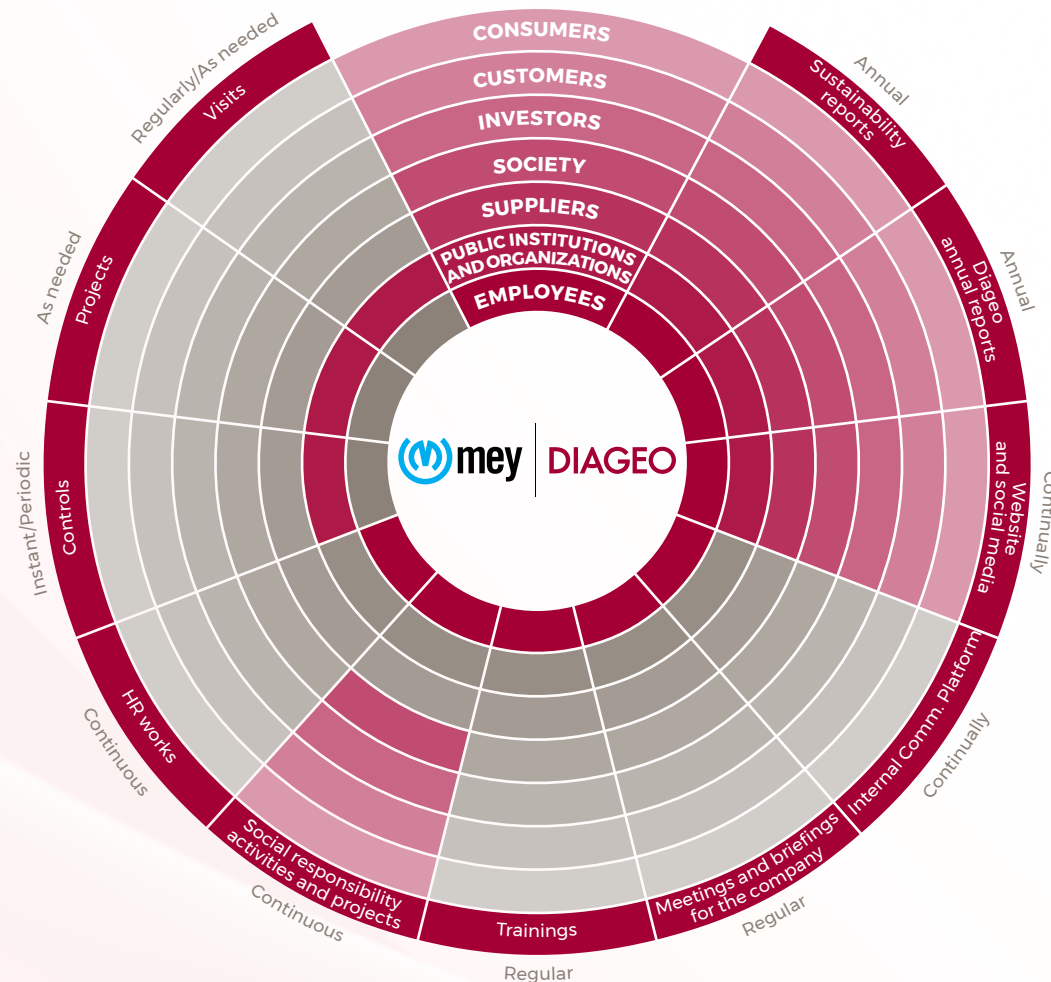 CONSUMERS
CUSTOMERS
INVESTORS
SOCIETY
SUPPLIERS
PUBLIC INSTITUTIONS
AND ORGANIZATIONS
EMPLOYEES
mey | DIAGEO
Annual
Sustainability
reports
Annual
Diageo
annual reports
Continually
Website
and social media
Internal Comm. Platform
Continually
Meetings and briefings
for the company
Regular
Trainings
Regular
Social responsibility
activities and projects
Continuous
HR works
Continuous
Controls
Instant/Periodic
Projects
As needed
Visits
Regularly/As needed